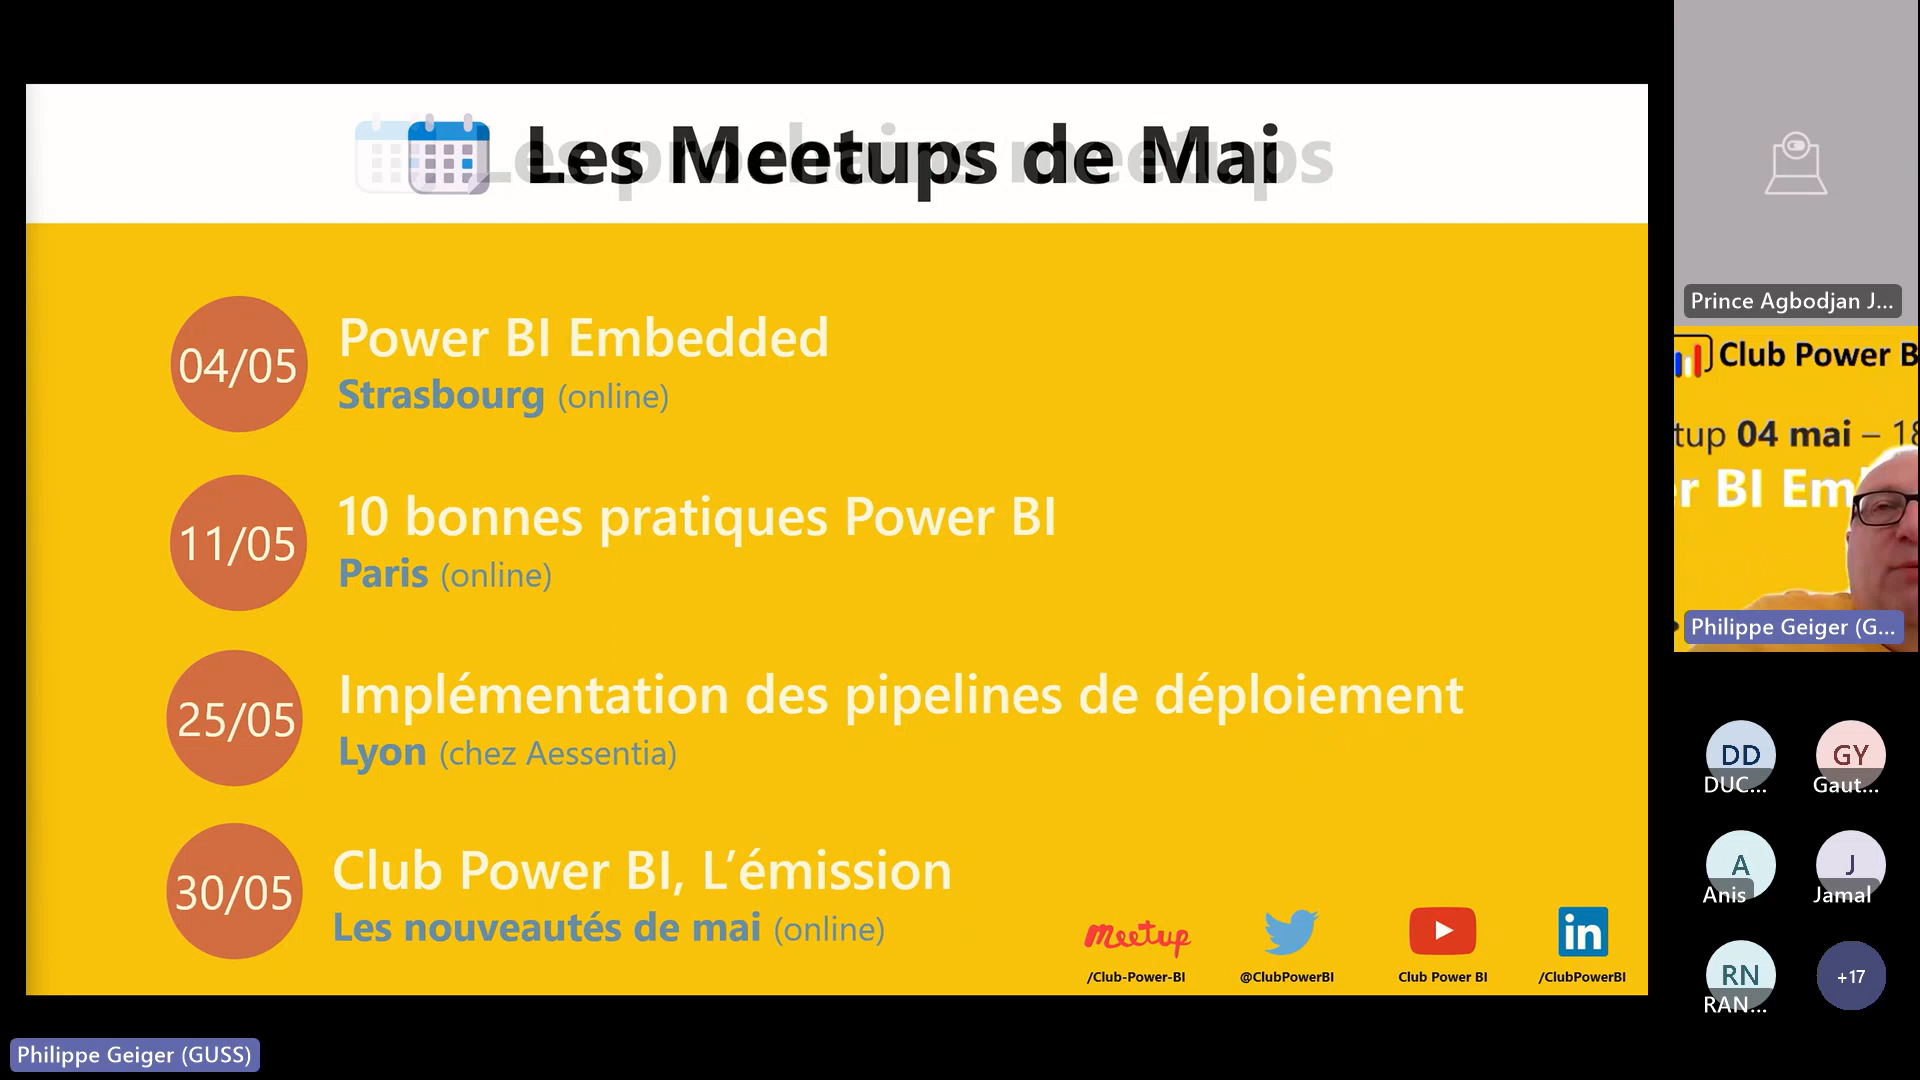 Les Meetups de Mai
04/05
Power BI Embedded
Strasbourg (online)
11/05
10 bonnes pratiques Power BI
Paris (online)
25/05
Implémentation des pipelines de déploiement
Lyon (chez Aessentia)
30/05
Club Power BI, L’émission
Les nouveautés de mai (online)
meetup
/Club-Power-BI
@ClubPowerBI
Club Power BI
in
/ClubPowerBI
Philippe Geiger (GUSS)
Prince Agbodjan J...
Club Power B
tup 04 mai – 18
r BI Em
Philippe Geiger (G...
DD
DUC...
GY
Gaut...
A
Anis
J
Jamal
RN
RAN...
+17